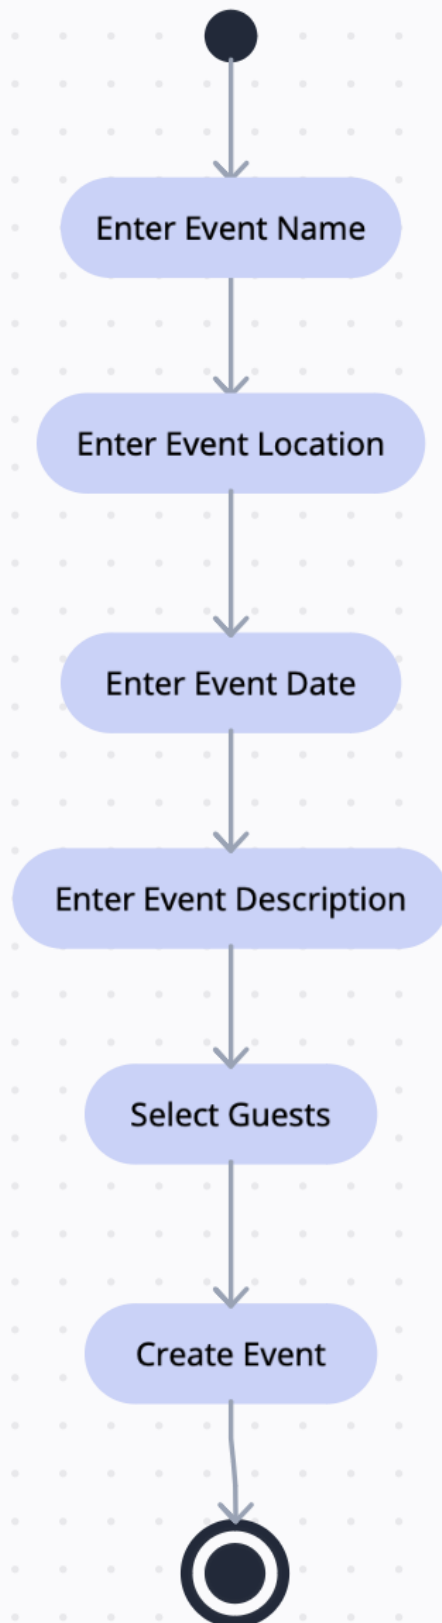 Enter Event Name
Enter Event Location
Enter Event Date
Enter Event Description
Select Guests
Create Event